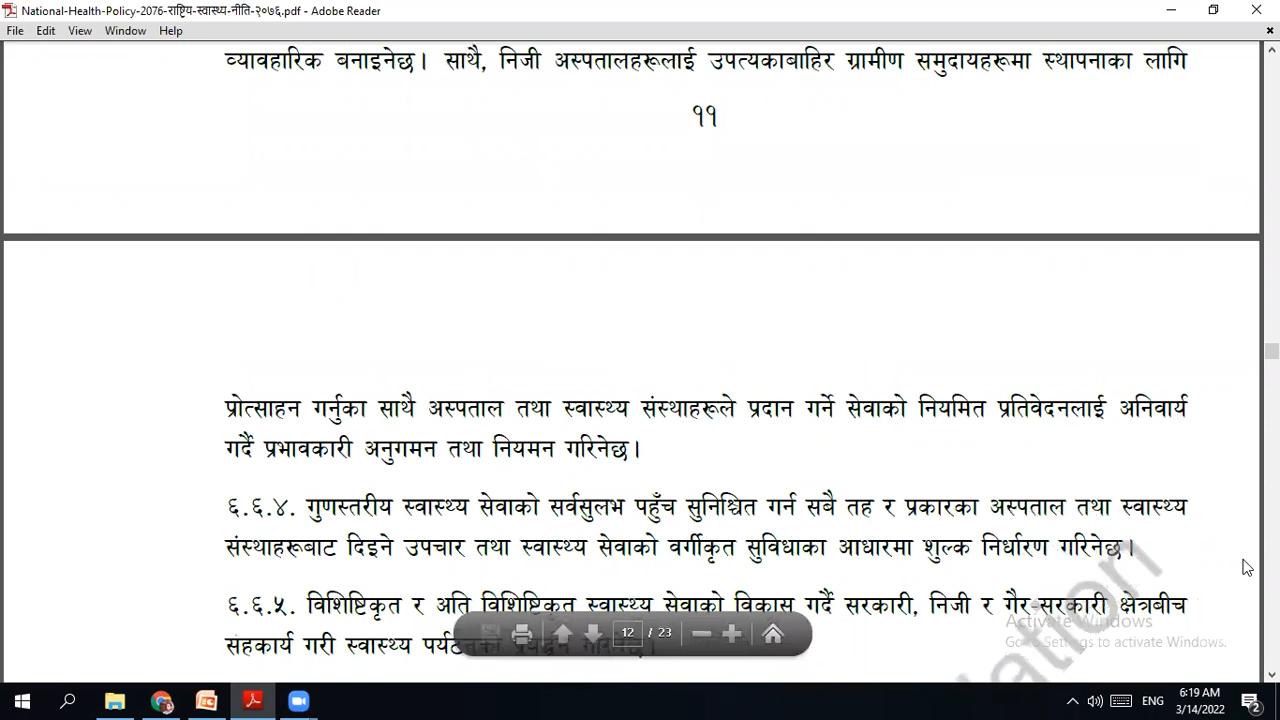 National-Health-Policy-2076-राष्ट्रिय-स्वास्थ्य-नीति-२०७६.pdf - Adobe Reader
File Edit View Window Help
व्यावहारिक बनाइनेछ। साथै, निजी अस्पतालहरूलाई उपत्यकाबाहिर ग्रामीण समुदायहरूमा स्थापनाका लागि
११
प्रोत्साहन गर्नुका साथै अस्पताल तथा स्वास्थ्य संस्थाहरूले प्रदान गर्ने सेवाको नियमित प्रतिवेदनलाई अनिवार्य
गर्दै प्रभावकारी अनुगमन तथा नियमन गरिनेछ।
६.६.४. गुणस्तरीय स्वास्थ्य सेवाको सर्वसुलभ पहुँच सुनिश्चित गर्न सबै तह र प्रकारका अस्पताल तथा स्वास्थ्य
संस्थाहरूबाट दिइने उपचार तथा स्वास्थ्य सेवाको वर्गीकृत सुविधाका आधारमा शुल्क निर्धारण गरिनेछ।
६.६.५. विशिष्टिकृत र अति विशिष्टिकृत स्वास्थ्य सेवाको विकास गर्दै सरकारी, निजी र गैर सरकारी क्षेत्रबीच
सहकार्य गरी स्वास्थ्य
12 / 23
Activate Windows
Go to Settings to activate Windows.
ENG
6:19 AM
3/14/2022
2